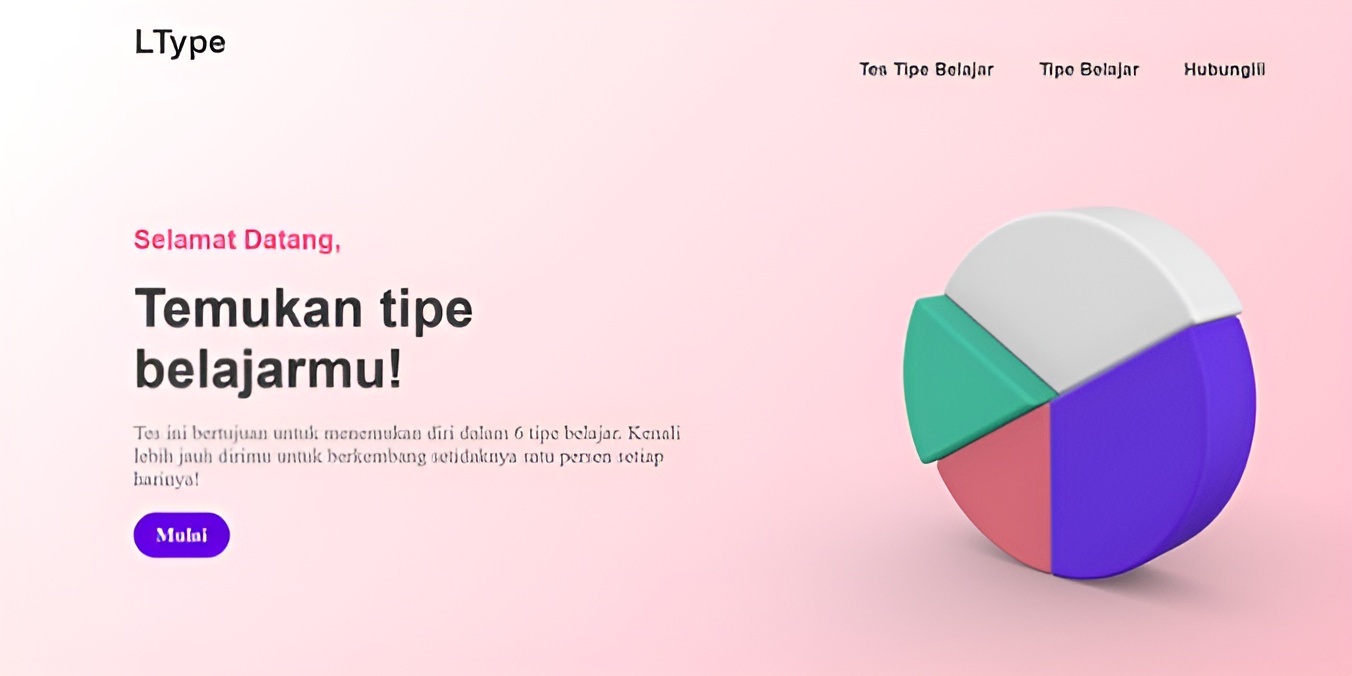 LType
Tes Tipe Belajar
Tipe Belajar
Hubungi
Selamat Datang,
Temukan tipe
belajarmu!
Tes ini bertujuan untuk menemukan diri dalam 6 tipe belajar. Kenali
lebih jauh dirimu untuk berkembang setidaknya satu persen setiap
harinya!
Mulai